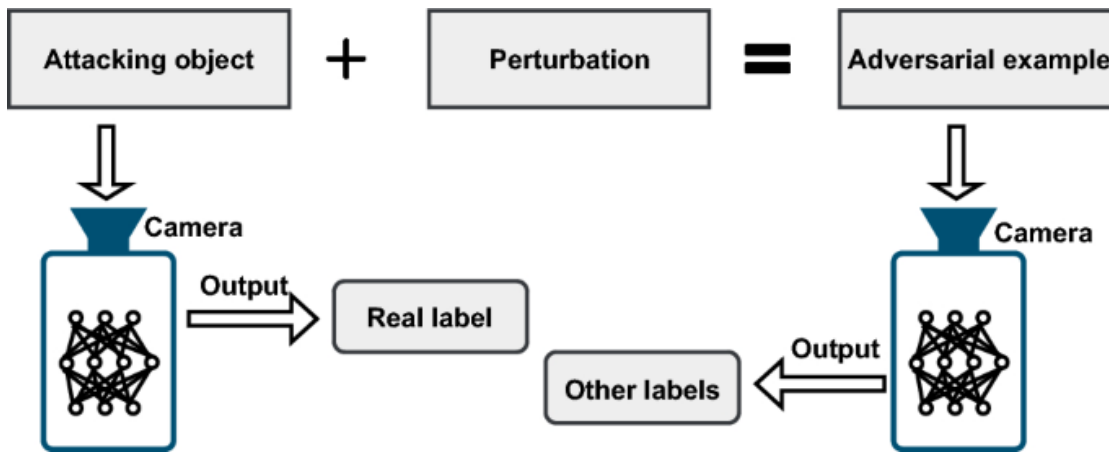 Attacking object + Perturbation = Adversarial example
Camera
Camera
Output
Real label
Output
Other labels